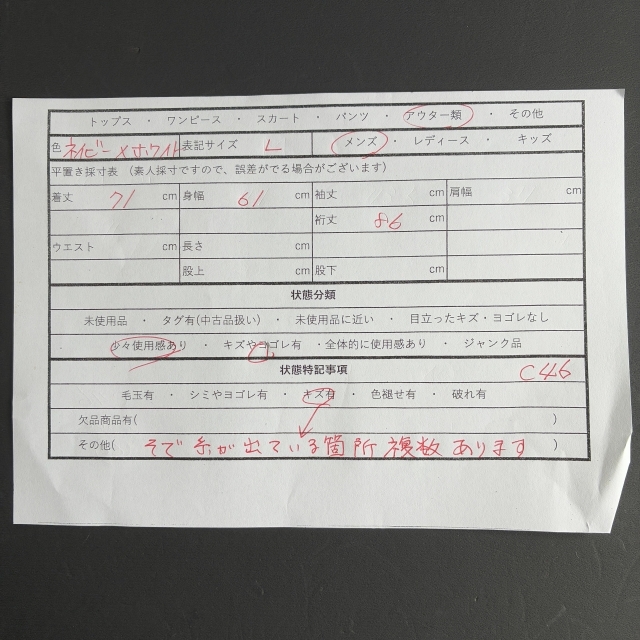 トップス ・ ワンピース ・ スカート ・ パンツ ・ アウター類 ・ その他
色 ネイビー×ホワイト 表記サイズ L メンズ ・ レディース ・ キッズ
平置き採寸表 (素人採寸ですので、誤差がでる場合がございます)
着丈 71 cm 身幅 61 cm 袖丈 cm 肩幅 cm
裄丈 86 cm
ウエスト cm 長さ cm
股上 cm 股下 cm
状態分類
未使用品 ・ タグ有(中古品扱い) ・ 未使用品に近い ・ 目立ったキズ・ヨゴレなし
少々使用感あり ・ キズやヨゴレ有 ・全体的に使用感あり ・ ジャンク品
状態特記事項 C46
毛玉有 ・ シミやヨゴレ有 ・ キズ有 ・ 色褪せ有 ・ 破れ有
欠品商品有( )
その他( そで糸が出ている箇所複数あります )